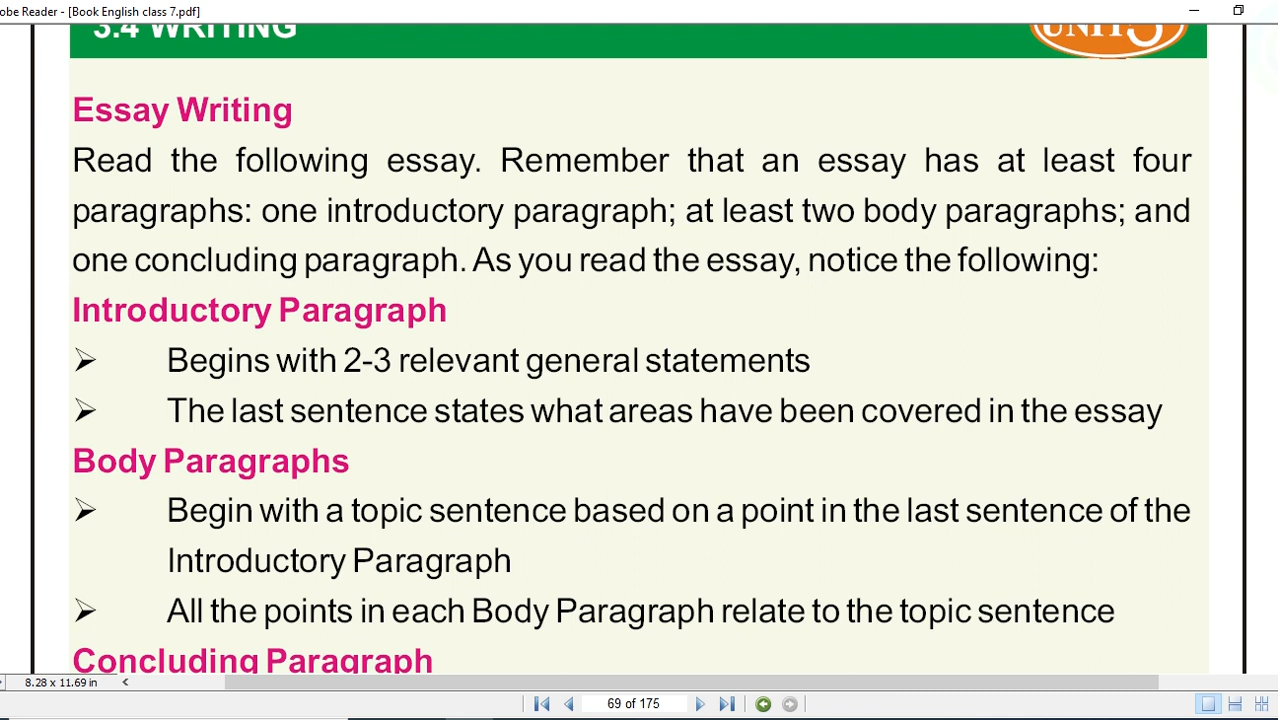 obe Reader - [Book English class 7.pdf]
3.4 WRITING UNIT 3
Essay Writing
Read the following essay. Remember that an essay has at least four
paragraphs: one introductory paragraph; at least two body paragraphs; and
one concluding paragraph. As you read the essay, notice the following:
Introductory Paragraph
➢ Begins with 2-3 relevant general statements
➢ The last sentence states what areas have been covered in the essay
Body Paragraphs
➢ Begin with a topic sentence based on a point in the last sentence of the
Introductory Paragraph
➢ All the points in each Body Paragraph relate to the topic sentence
Concluding Paragraph
8.28 x 11.69 in
69 of 175